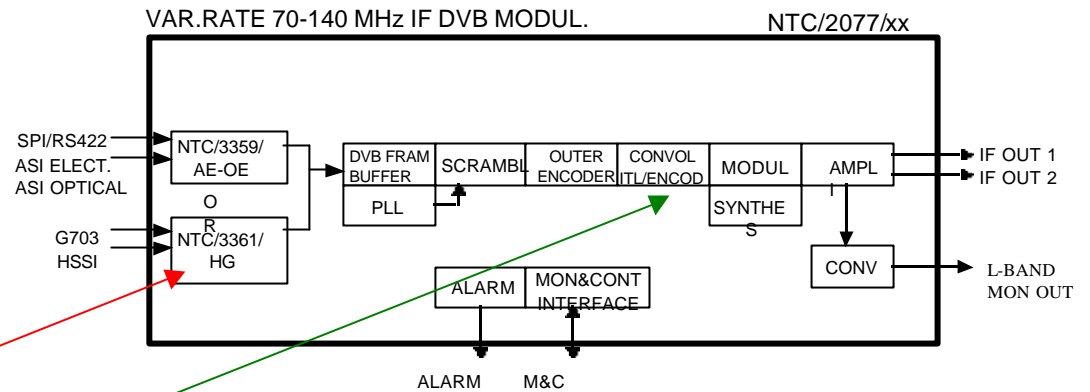 VAR.RATE 70-140 MHz IF DVB MODUL.
NTC/2077/xx
SPI/RS422
ASI ELECT.
ASI OPTICAL
NTC/3359/
AE-OE
O
R
G703
HSSI
NTC/3361/
HG
DVB FRAM
BUFFER
PLL
SCRAMBL
OUTER
ENCODER
CONVOL
ITL/ENCOD
MODUL
SYNTHE
S
AMPL
I
IF OUT 1
IF OUT 2
CONV
L-BAND
MON OUT
ALARM
MON&CONT
INTERFACE
ALARM
M&C